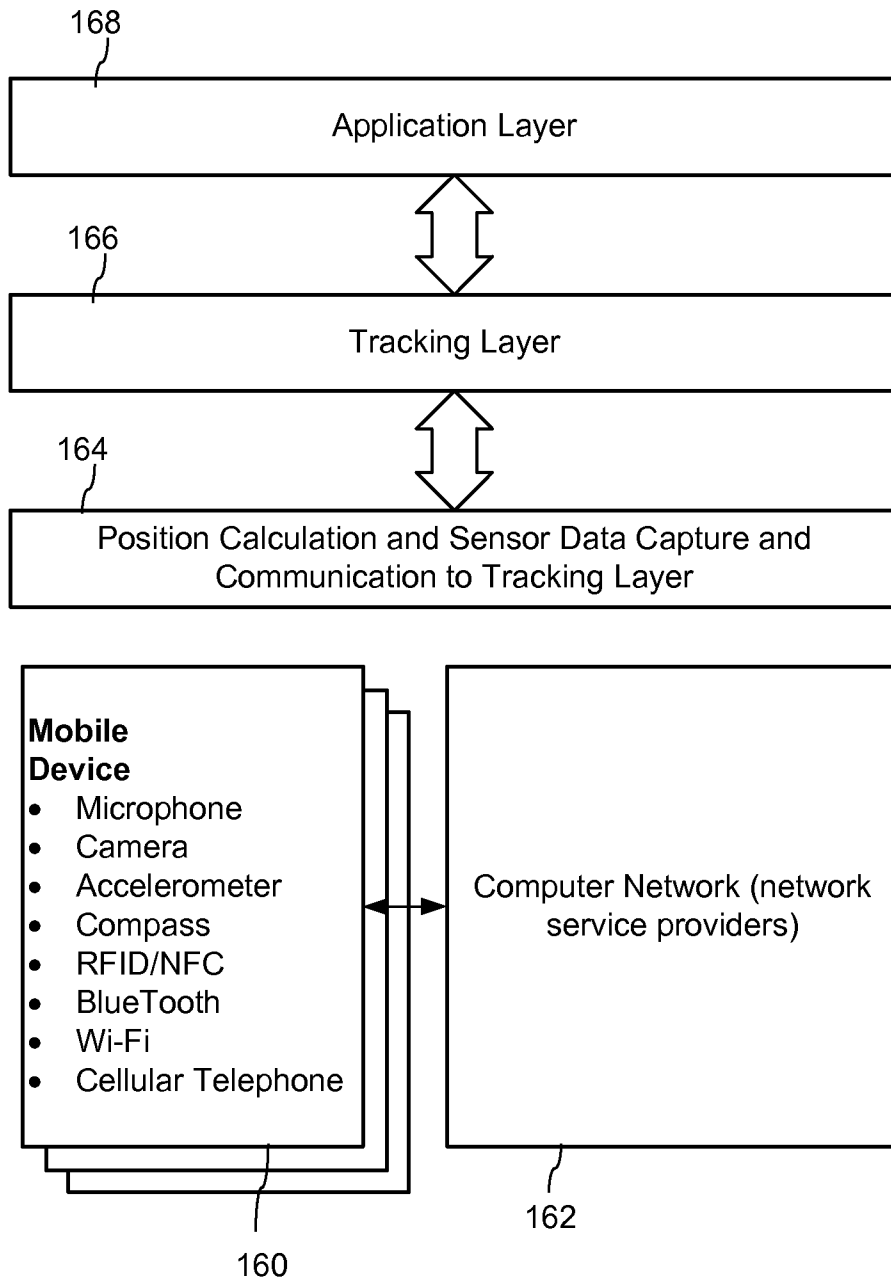 168
Application Layer
166
Tracking Layer
164
Position Calculation and Sensor Data Capture and
Communication to Tracking Layer
Mobile
Device
• Microphone
• Camera
• Accelerometer
• Compass
• RFID/NFC
• BlueTooth
• Wi-Fi
• Cellular Telephone
Computer Network (network
service providers)
160
162